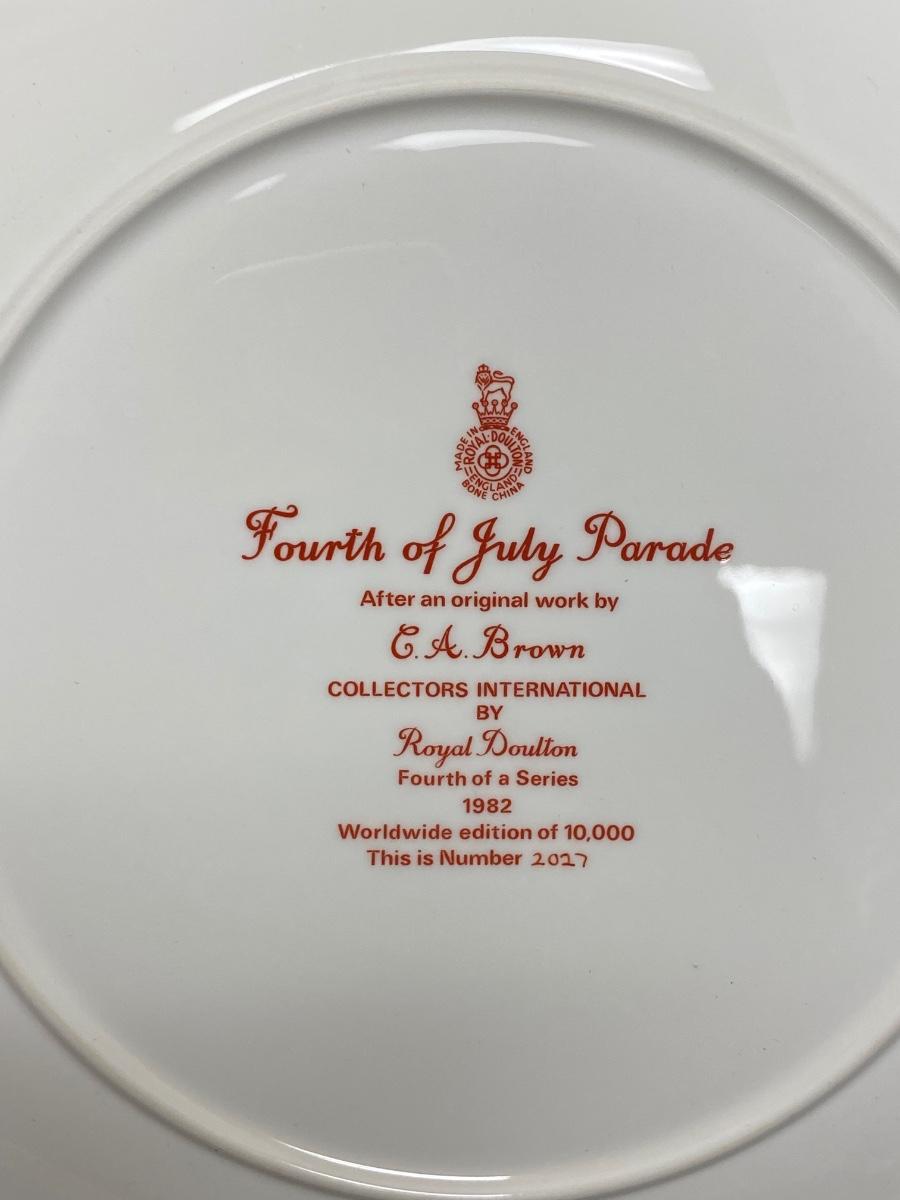 MADE IN ENGLAND
ROYAL·DOULTON
ENGLAND
BONE CHINA
Fourth of July Parade
After an original work by
C.A.Brown
COLLECTORS INTERNATIONAL
BY
Royal Doulton
Fourth of a Series
1982
Worldwide edition of 10,000
This is Number 2027